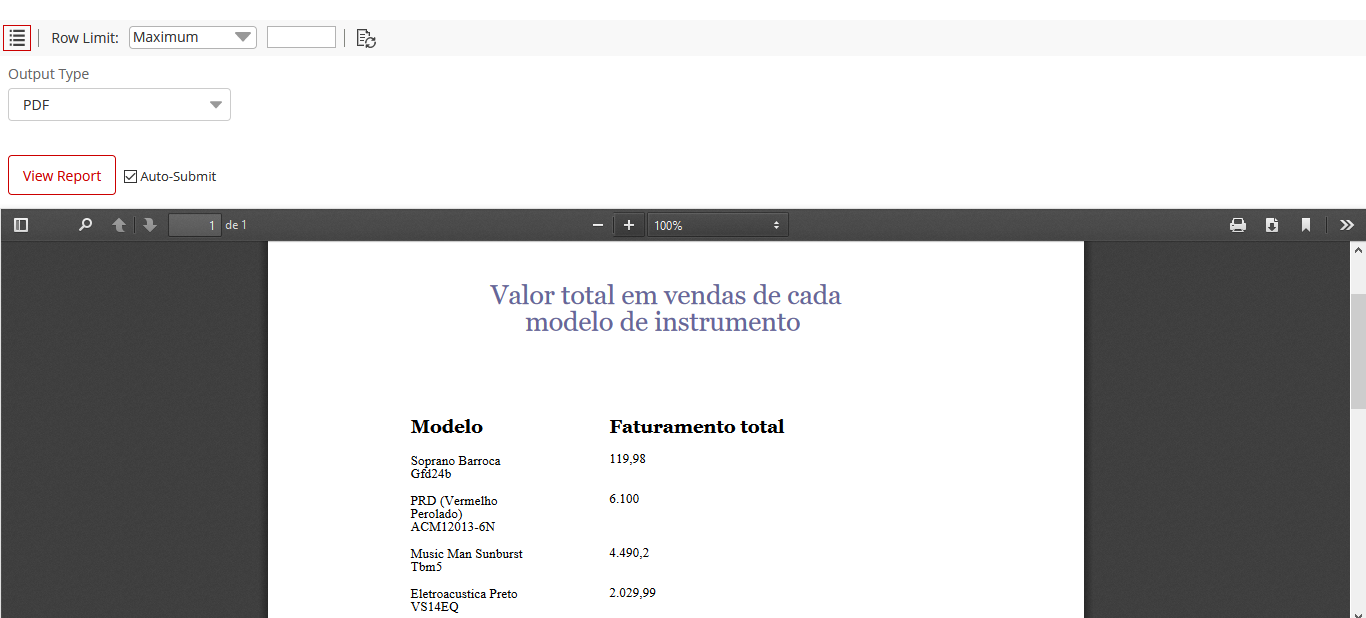 Row Limit: Maximum
Output Type
PDF
View Report Auto-Submit
1 de 1 100%
Valor total em vendas de cada
modelo de instrumento
Modelo Faturamento total
Soprano Barroca 119,98
Gfd24b
PRD (Vermelho 6.100
Perolado)
ACM12013-6N
Music Man Sunburst 4.490,2
Tbm5
Eletroacustica Preto 2.029,99
VS14EQ